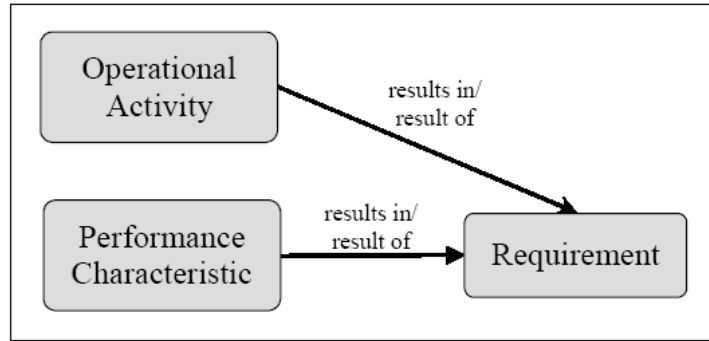 Operational
Activity
results in/
result of
Performance
Characteristic
results in/
result of
Requirement